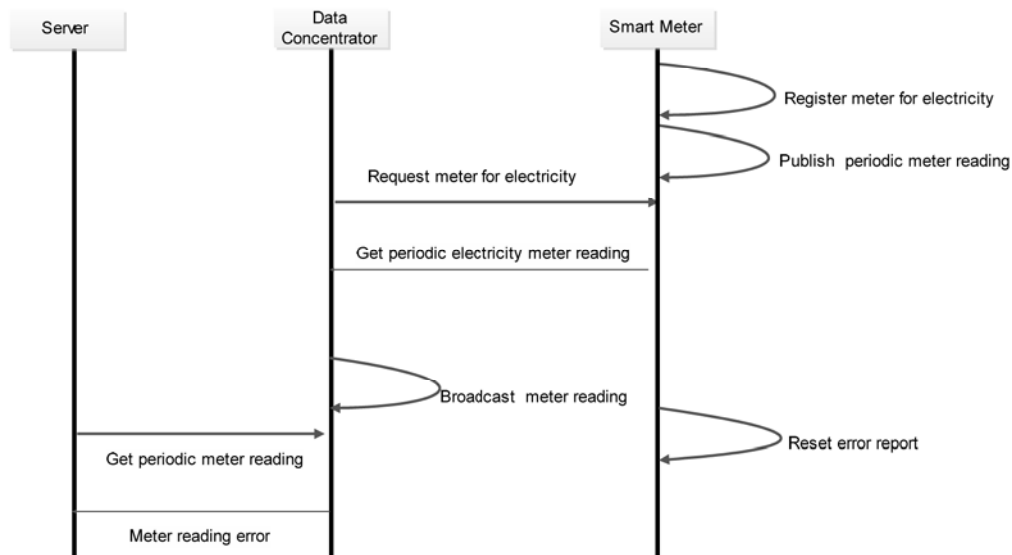 Server
Data
Concentrator
Smart Meter
Register meter for electricity
Publish periodic meter reading
Request meter for electricity
Get periodic electricity meter reading
Broadcast meter reading
Reset error report
Get periodic meter reading
Meter reading error